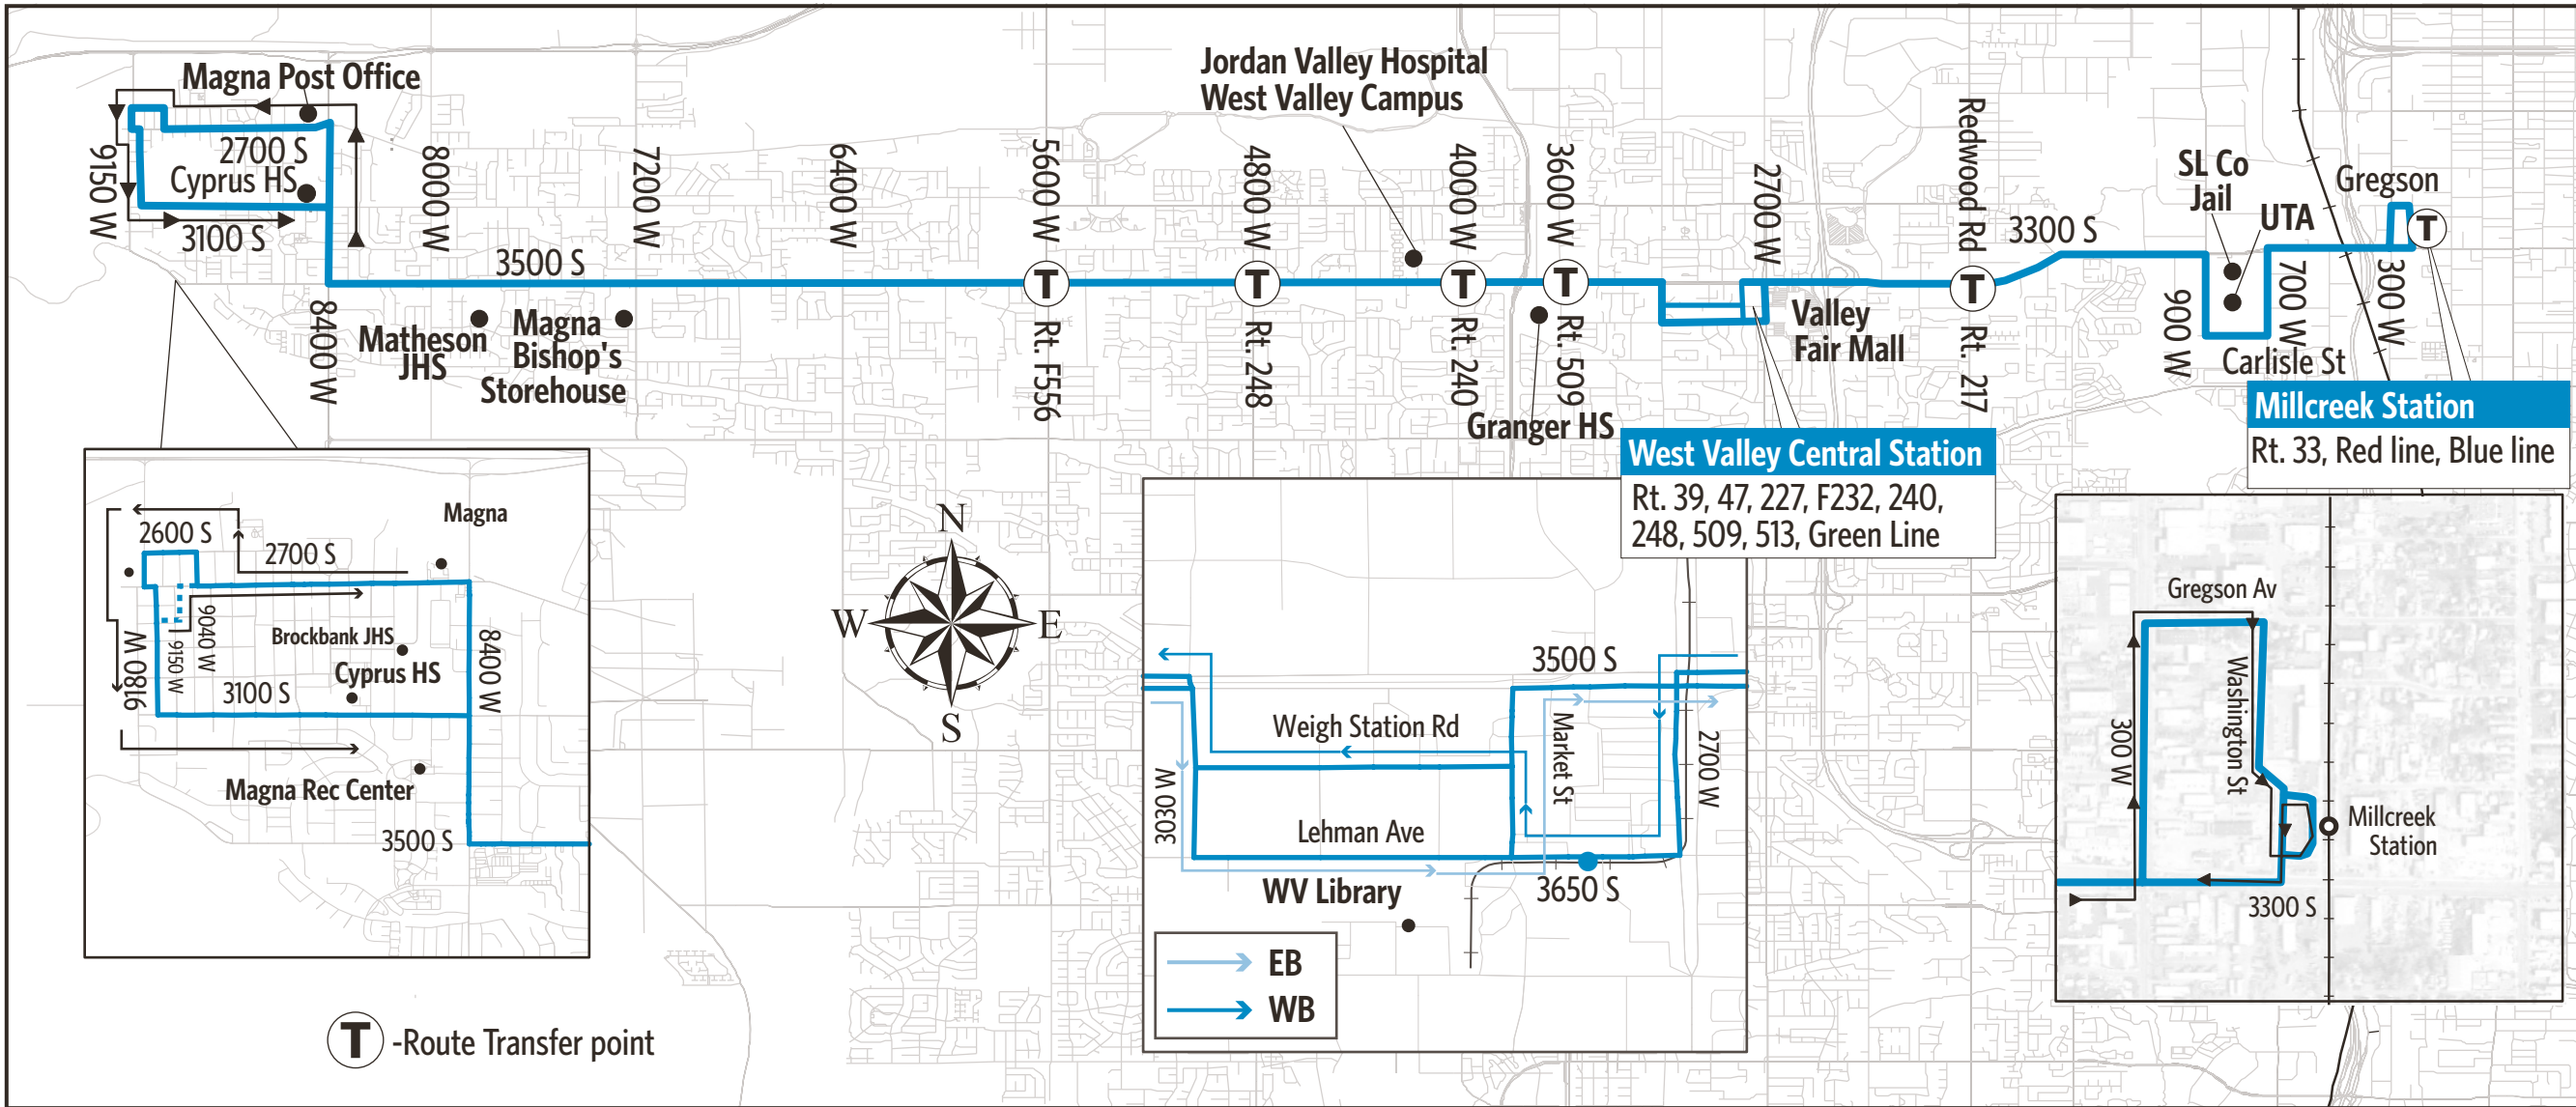 Magna Post Office
2700 S
Cyprus HS
9150 W
3100 S
8000 W
3500 S
8400 W
Matheson
JHS
Magna
Bishop's
Storehouse
7200 W
6400 W
5600 W
T
Rt. F556
4800 W
T
Rt. 248
Jordan Valley Hospital
West Valley Campus
4000 W
T
Rt. 240
3600 W
T
Rt. 509
Granger HS
2700 W
Valley
Fair Mall
Redwood Rd
T
Rt. 217
3300 S
SL Co
Jail
UTA
900 W
700 W
Carlisle St
Gregson
T
300 W
Millcreek Station
Rt. 33, Red line, Blue line
West Valley Central Station
Rt. 39, 47, 227, F232, 240,
248, 509, 513, Green Line
Magna
2600 S
2700 S
9180 W
9150 W
9040 W
Brockbank JHS
Cyprus HS
8400 W
3100 S
Magna Rec Center
3500 S
N
W
E
S
3500 S
Weigh Station Rd
Market St
2700 W
3030 W
Lehman Ave
3650 S
WV Library
EB
WB
Gregson Av
Washington St
300 W
Millcreek
Station
3300 S
T -Route Transfer point